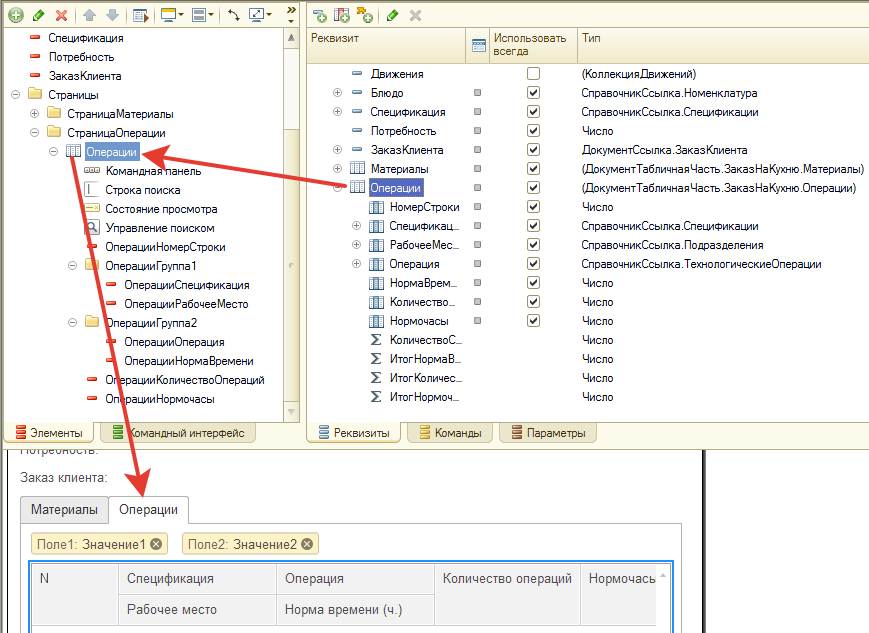 Спецификация
Потребность
ЗаказКлиента
Страницы
СтраницаМатериалы
СтраницаОперации
Операции
Командная панель
Строка поиска
Состояние просмотра
Управление поиском
ОперацииНомерСтроки
ОперацииГруппа1
ОперацииСпецификация
ОперацииРабочееМесто
ОперацииГруппа2
ОперацииОперация
ОперацииНормаВремени
ОперацииКоличествоОпераций
ОперацииНормочасы
Элементы
Командный интерфейс
Реквизит
Использовать всегда
Тип
Движения
(КоллекцияДвижений)
Блюдо
СправочникСсылка.Номенклатура
Спецификация
СправочникСсылка.Спецификации
Потребность
Число
ЗаказКлиента
ДокументСсылка.ЗаказКлиента
Материалы
(ДокументТабличнаяЧасть.ЗаказНаКухню.Материалы)
Операции
(ДокументТабличнаяЧасть.ЗаказНаКухню.Операции)
НомерСтроки
Число
Спецификац...
СправочникСсылка.Спецификации
РабочееМес...
СправочникСсылка.Подразделения
Операция
СправочникСсылка.ТехнологическиеОперации
НормаВрем...
Число
Количество...
Число
Нормочасы
Число
КоличествоС...
Число
ИтогНормаВ...
Число
ИтогКоличес...
Число
ИтогНормоч...
Число
Реквизиты
Команды
Параметры
Потребность:
Заказ клиента:
Материалы
Операции
Поле1: Значение1
Поле2: Значение2
N
Спецификация
Операция
Количество операций
Нормочасы
Рабочее место
Норма времени (ч.)